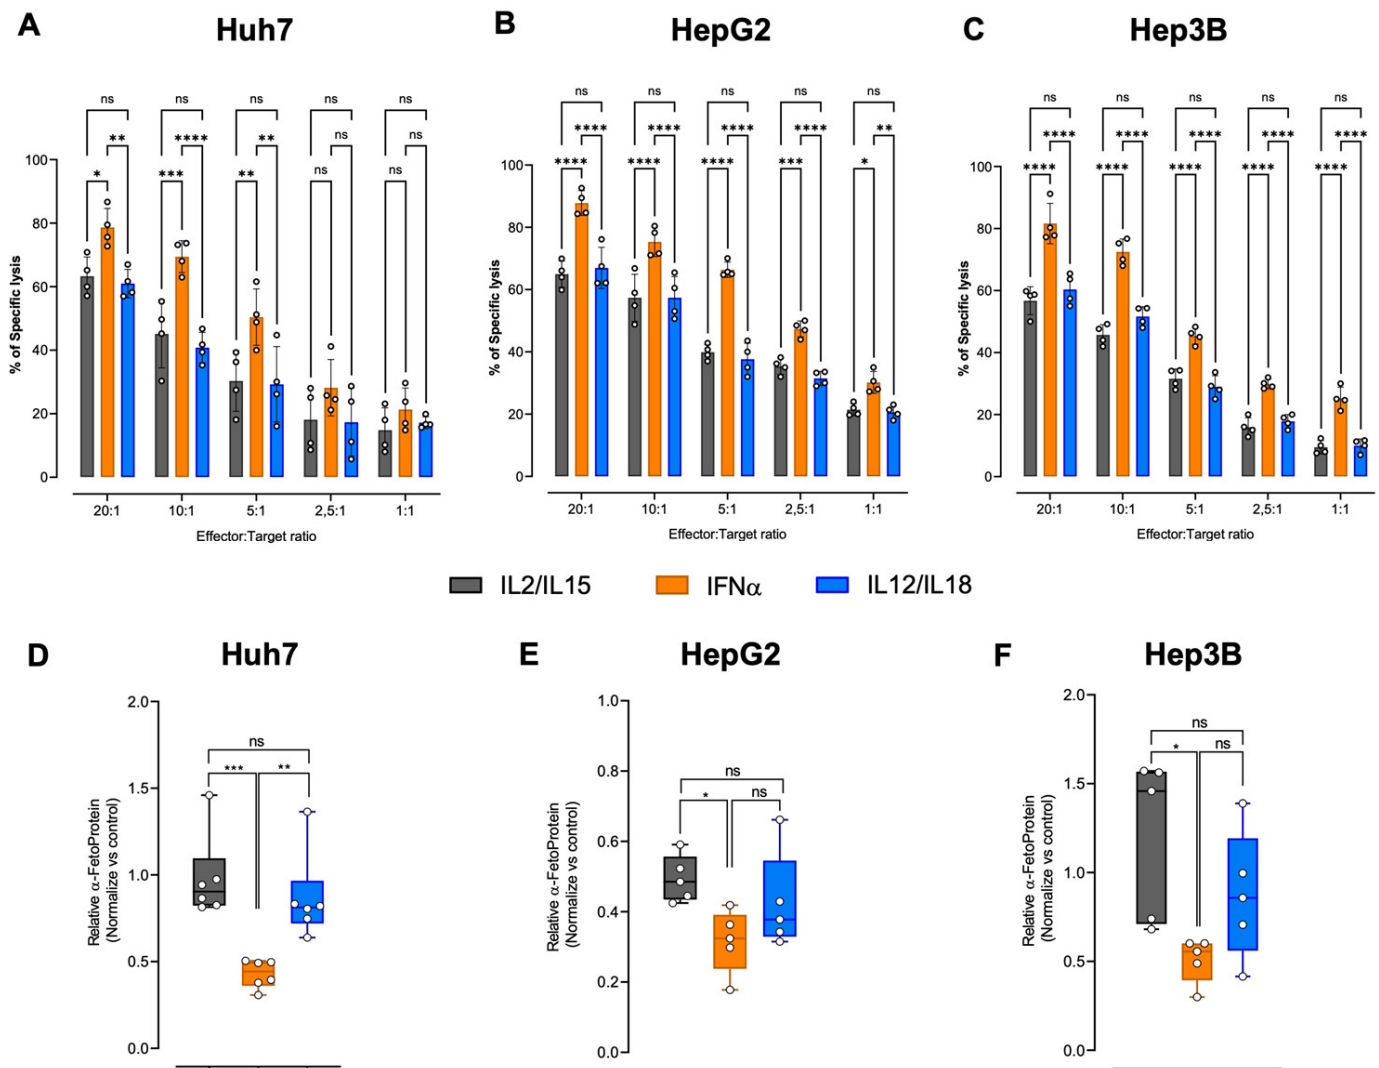 A
Huh7
B
HepG2
C
Hep3B
ns
ns
ns
ns
ns
** **** ** ns ns
* *** ** ns ns
% of Specific lysis
100
80
60
40
20
0
20:1 10:1 5:1 2,5:1 1:1
Effector:Target ratio
ns ns ns ns ns
**** **** **** **** **
**** **** **** *** *
% of Specific lysis
100
80
60
40
20
0
20:1 10:1 5:1 2,5:1 1:1
Effector:Target ratio
ns ns ns ns ns
**** **** **** **** ****
**** **** **** **** ****
% of Specific lysis
100
80
60
40
20
0
20:1 10:1 5:1 2,5:1 1:1
Effector:Target ratio
IL2/IL15 IFNα IL12/IL18
D
Huh7
ns
*** **
Relative α-FetoProtein
(Normalize vs control)
2.0
1.5
1.0
0.5
0.0
E
HepG2
ns
* ns
Relative α-FetoProtein
(Normalize vs control)
1.0
0.8
0.6
0.4
0.2
0.0
F
Hep3B
ns
* ns
Relative α-FetoProtein
(Normalize vs control)
2.0
1.5
1.0
0.5
0.0